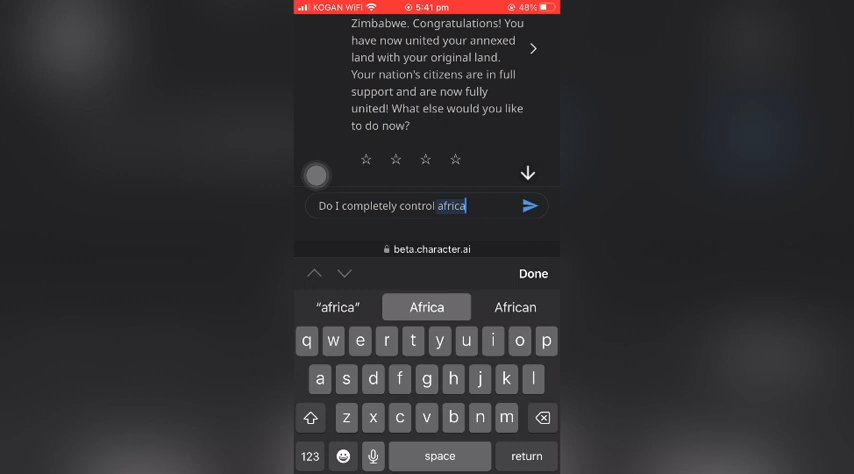 KOGAN WiFi 5:41 pm 48%
Zimbabwe. Congratulations! You
have now united your annexed
land with your original land.
Your nation's citizens are in full
support and are now fully
united! What else would you like
to do now?
Do I completely control africa
beta.character.ai
Done
“africa” Africa African
q w e r t y u i o p
a s d f g h j k l
z x c v b n m
123 space return